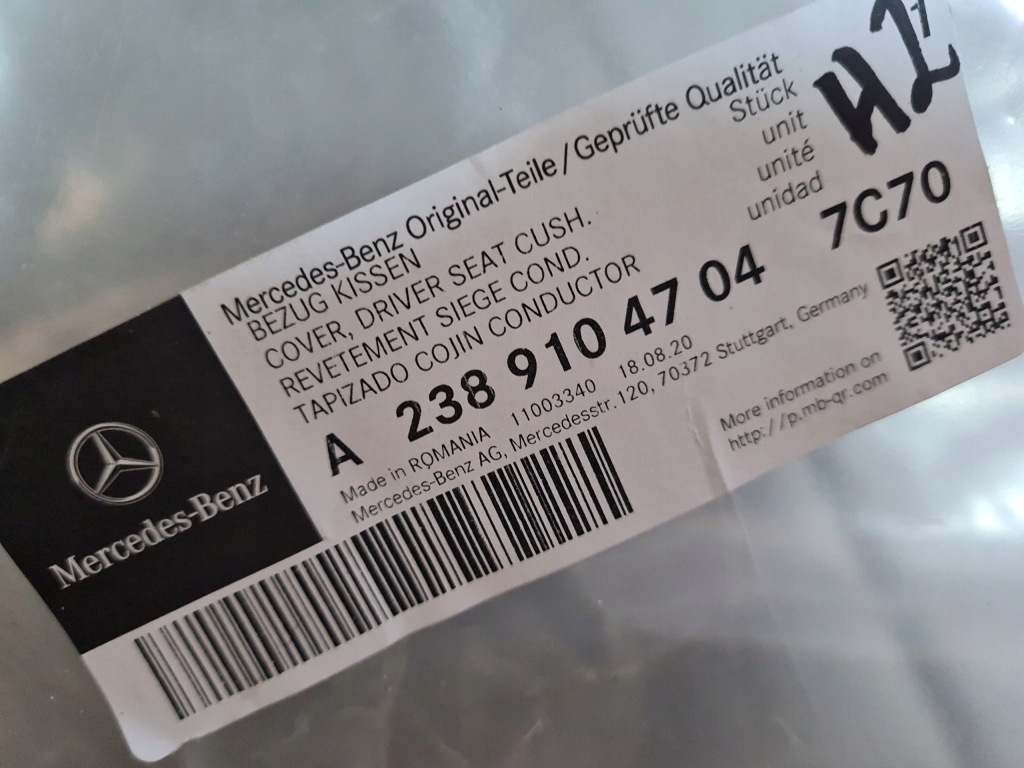 Mercedes-Benz Original-Teile / Geprüfte Qualität
BEZUG KISSEN
COVER, DRIVER SEAT CUSH.
REVETEMENT SIEGE COND.
TAPIZADO COJIN CONDUCTOR
Stück
unit
unité
unidad
1
A 238 910 47 04 7C70
Made in ROMANIA 11003340 18.08.20
Mercedes-Benz AG, Mercedesstr. 120, 70372 Stuttgart, Germany
More information on
http://p.mb-qr.com
Mercedes-Benz